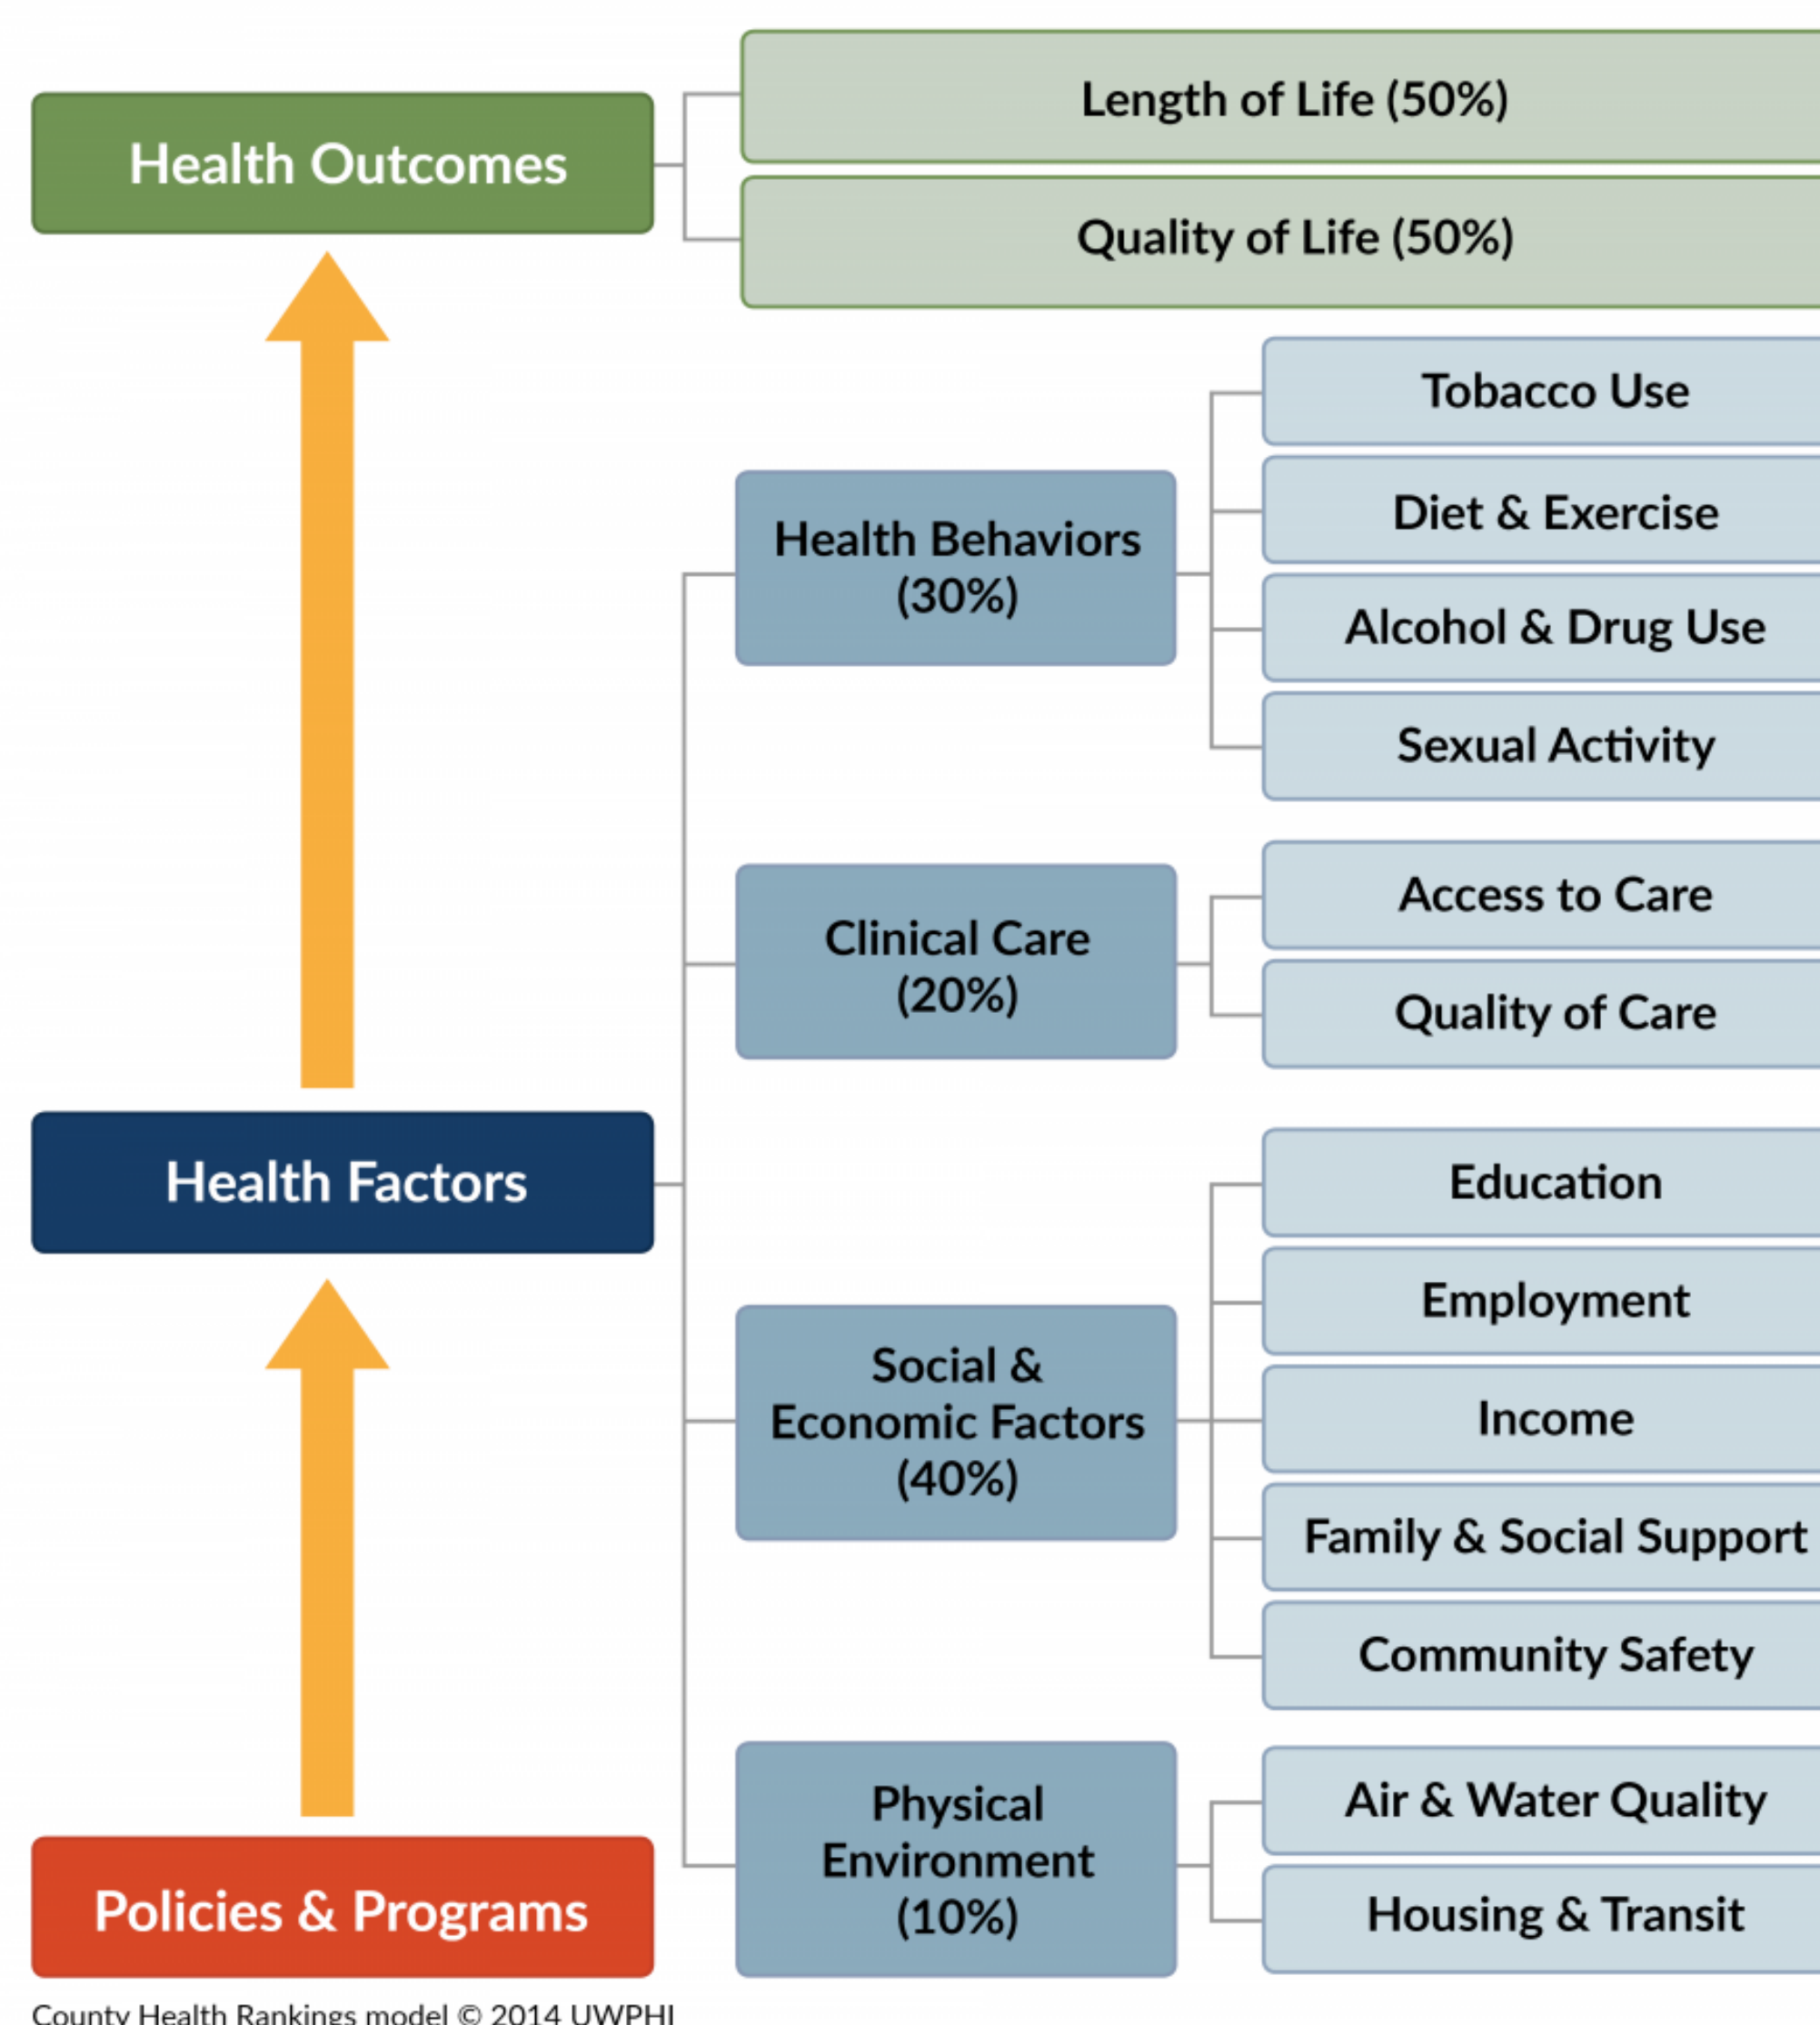 Health Outcomes
Length of Life (50%)
Quality of Life (50%)
Tobacco Use
Health Behaviors
(30%)
Diet & Exercise
Alcohol & Drug Use
Sexual Activity
Clinical Care
(20%)
Access to Care
Quality of Care
Health Factors
Social &
Economic Factors
(40%)
Education
Employment
Income
Family & Social Support
Community Safety
Physical
Environment
(10%)
Air & Water Quality
Housing & Transit
Policies & Programs
County Health Rankings model © 2014 UWPHI